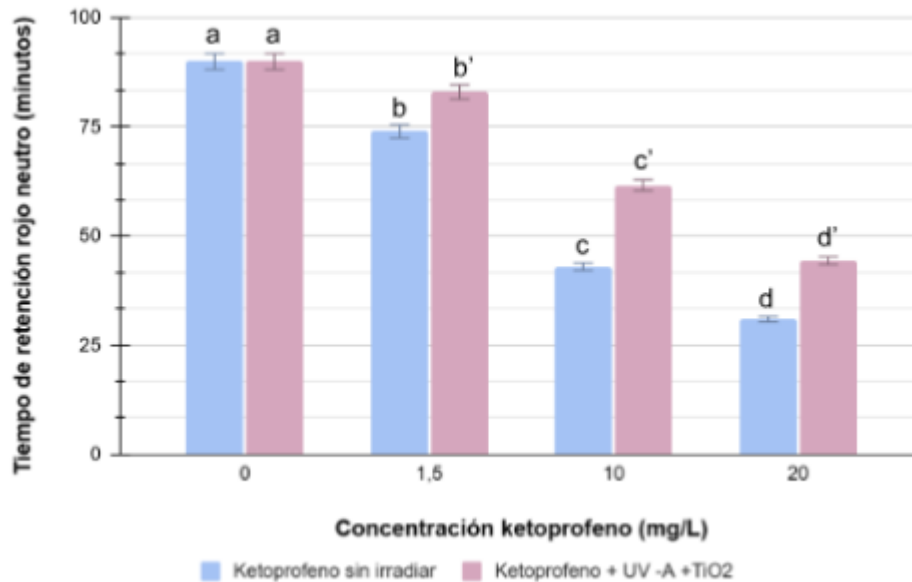 Tiempo de retención rojo neutro (minutos)
100
75
50
25
0
a a
b b'
c c'
d d'
0 1,5 10 20
Concentración ketoprofeno (mg/L)
Ketoprofeno sin irradiar Ketoprofeno + UV -A +TiO2